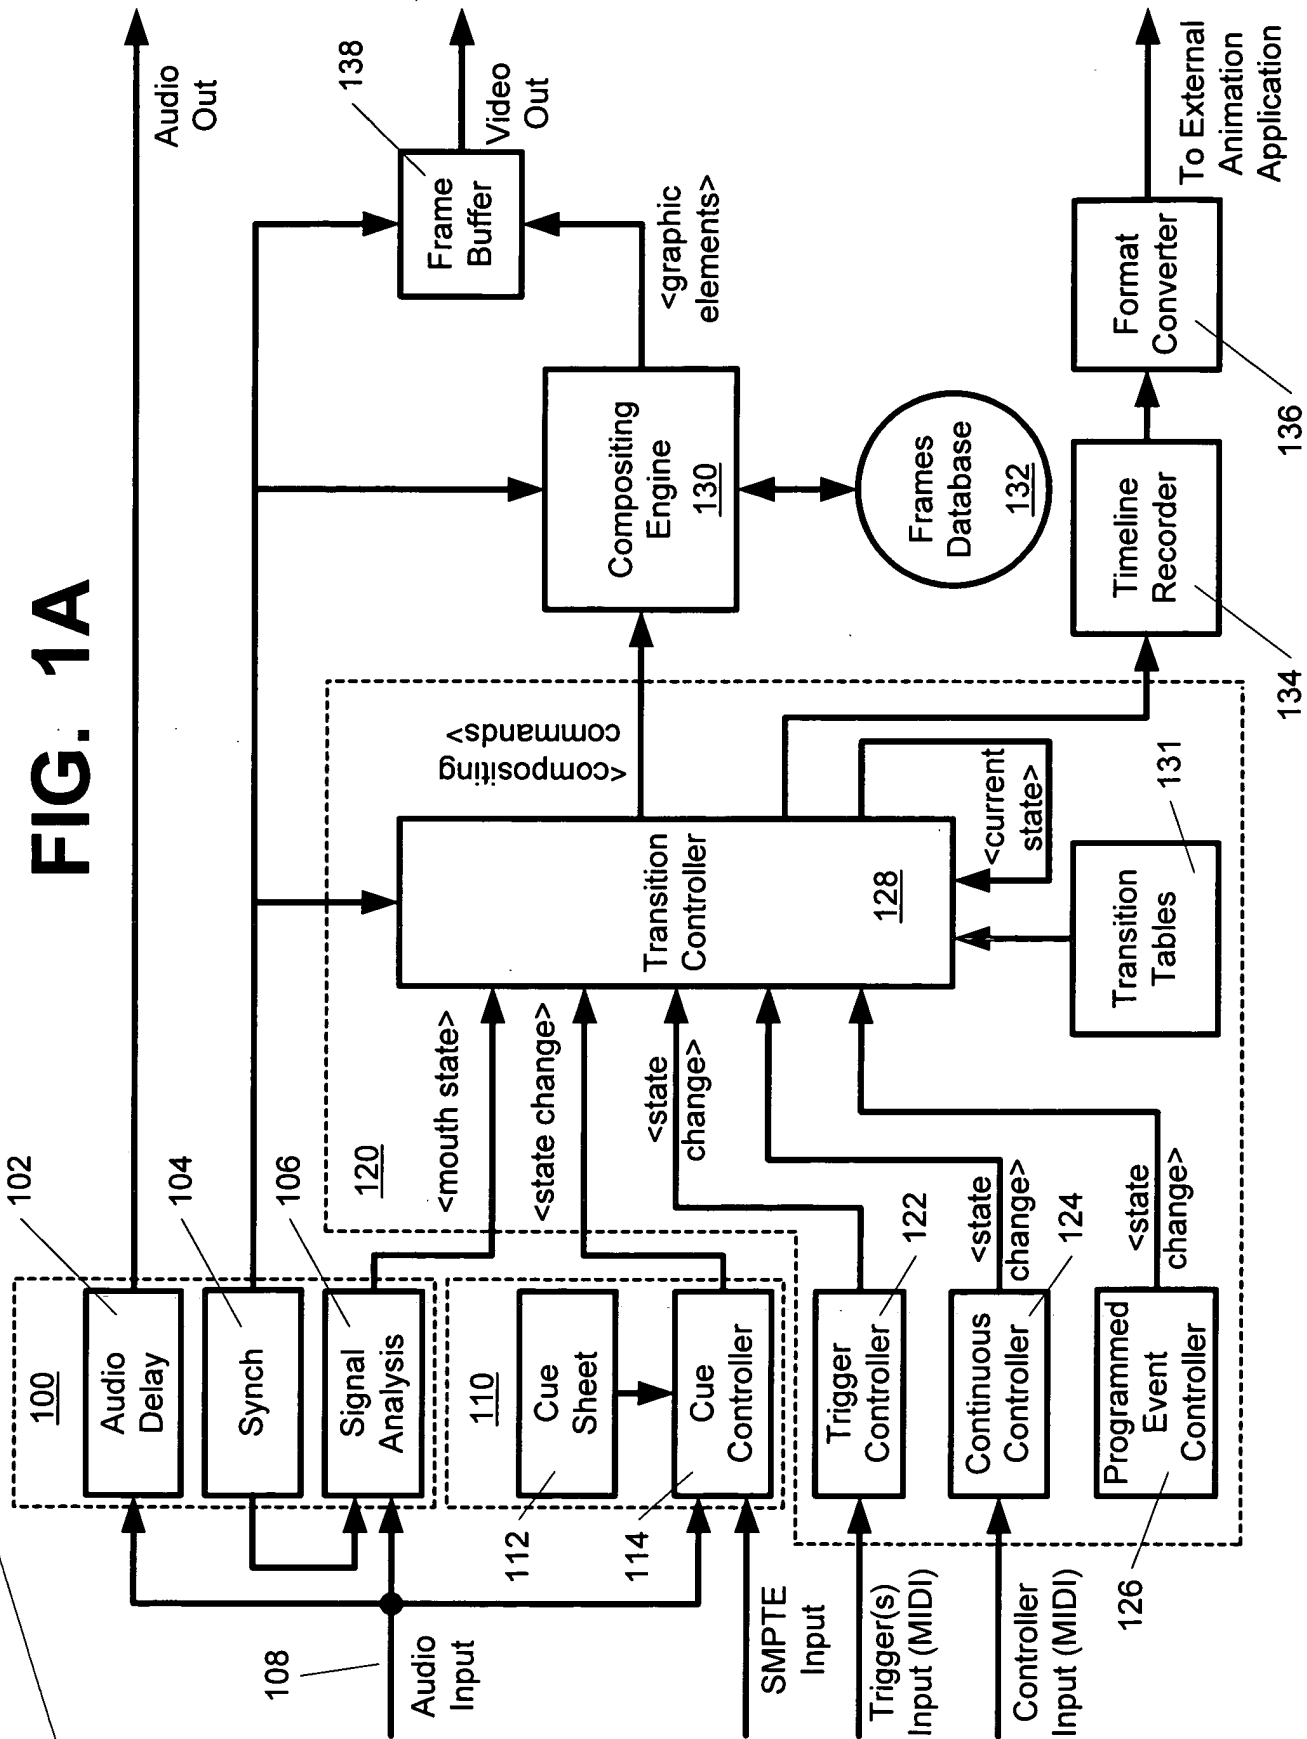 FIG. 1A
100
Audio
Delay
102
Synch
104
Signal
Analysis
106
Audio
Out
108
Audio
Input
110
Cue
Sheet
112
Cue
Controller
114
SMPTE
Input
120
<mouth state>
<state change>
<state
change>
Trigger
Controller
122
Trigger(s)
Input (MIDI)
<state
change>
Continuous
Controller
124
Controller
Input (MIDI)
<state
change>
Programmed
Event
Controller
126
Transition
Controller
128
<compositing
commands>
<current
state>
Transition
Tables
131
Compositing
Engine
130
Frames
Database
132
<graphic
elements>
Frame
Buffer
138
Video
Out
Timeline
Recorder
134
Format
Converter
136
To External
Animation
Application